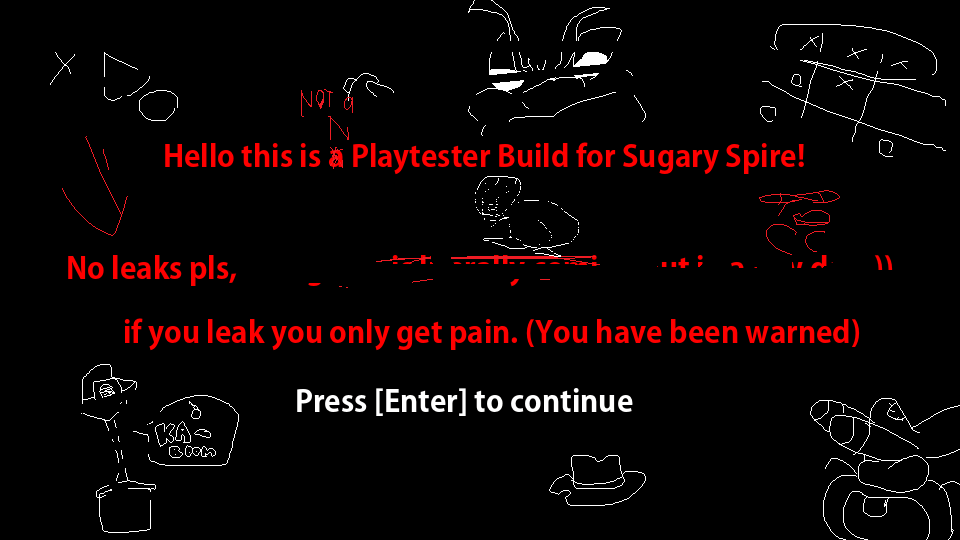 NOT a
N
Hello this is a Playtester Build for Sugary Spire!
No leaks pls,
if you leak you only get pain. (You have been warned)
Press [Enter] to continue
KA-
BOOM